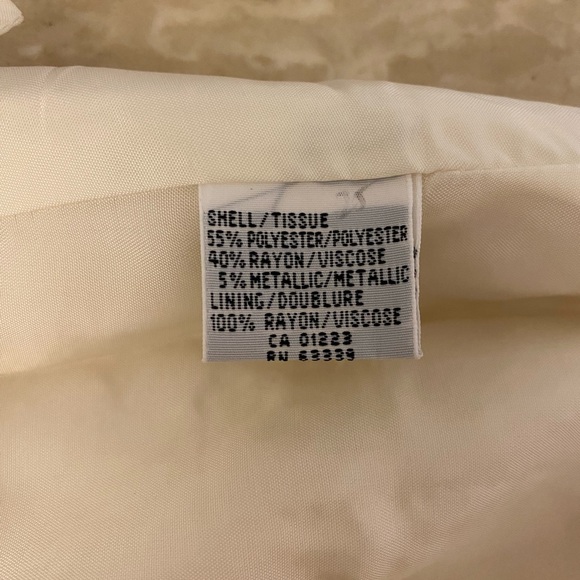 SHELL/TISSUE
55% POLYESTER/POLYESTER
40% RAYON/VISCOSE
5% METALLIC/METALLIC
LINING/DOUBLURE
100% RAYON/VISCOSE
CA 01223
RN 63339